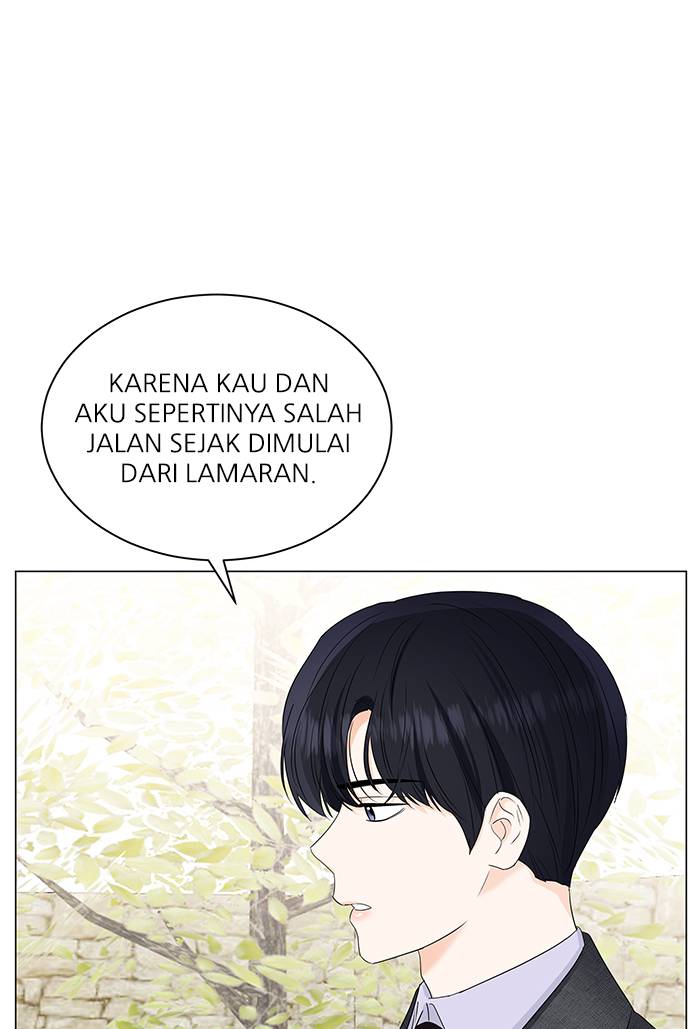 KARENA KAU DAN
AKU SEPERTINYA SALAH
JALAN SEJAK DIMULAI
DARI LAMARAN.